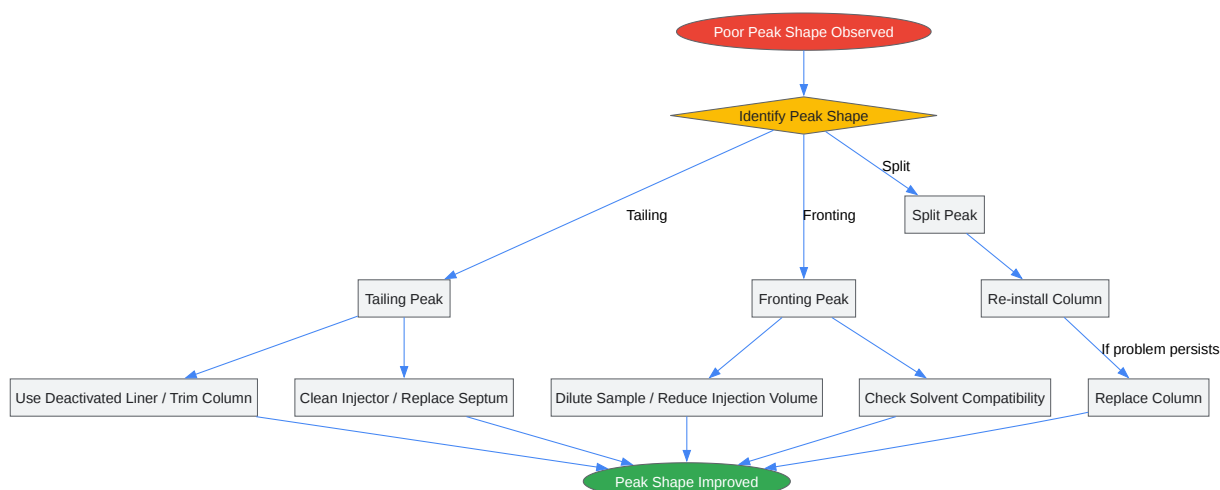 Poor Peak Shape Observed
Identify Peak Shape
Split
Tailing
Fronting
Split Peak
Tailing Peak
Fronting Peak
Re-install Column
If problem persists
Use Deactivated Liner / Trim Column
Clean Injector / Replace Septum
Dilute Sample / Reduce Injection Volume
Check Solvent Compatibility
Replace Column
Peak Shape Improved